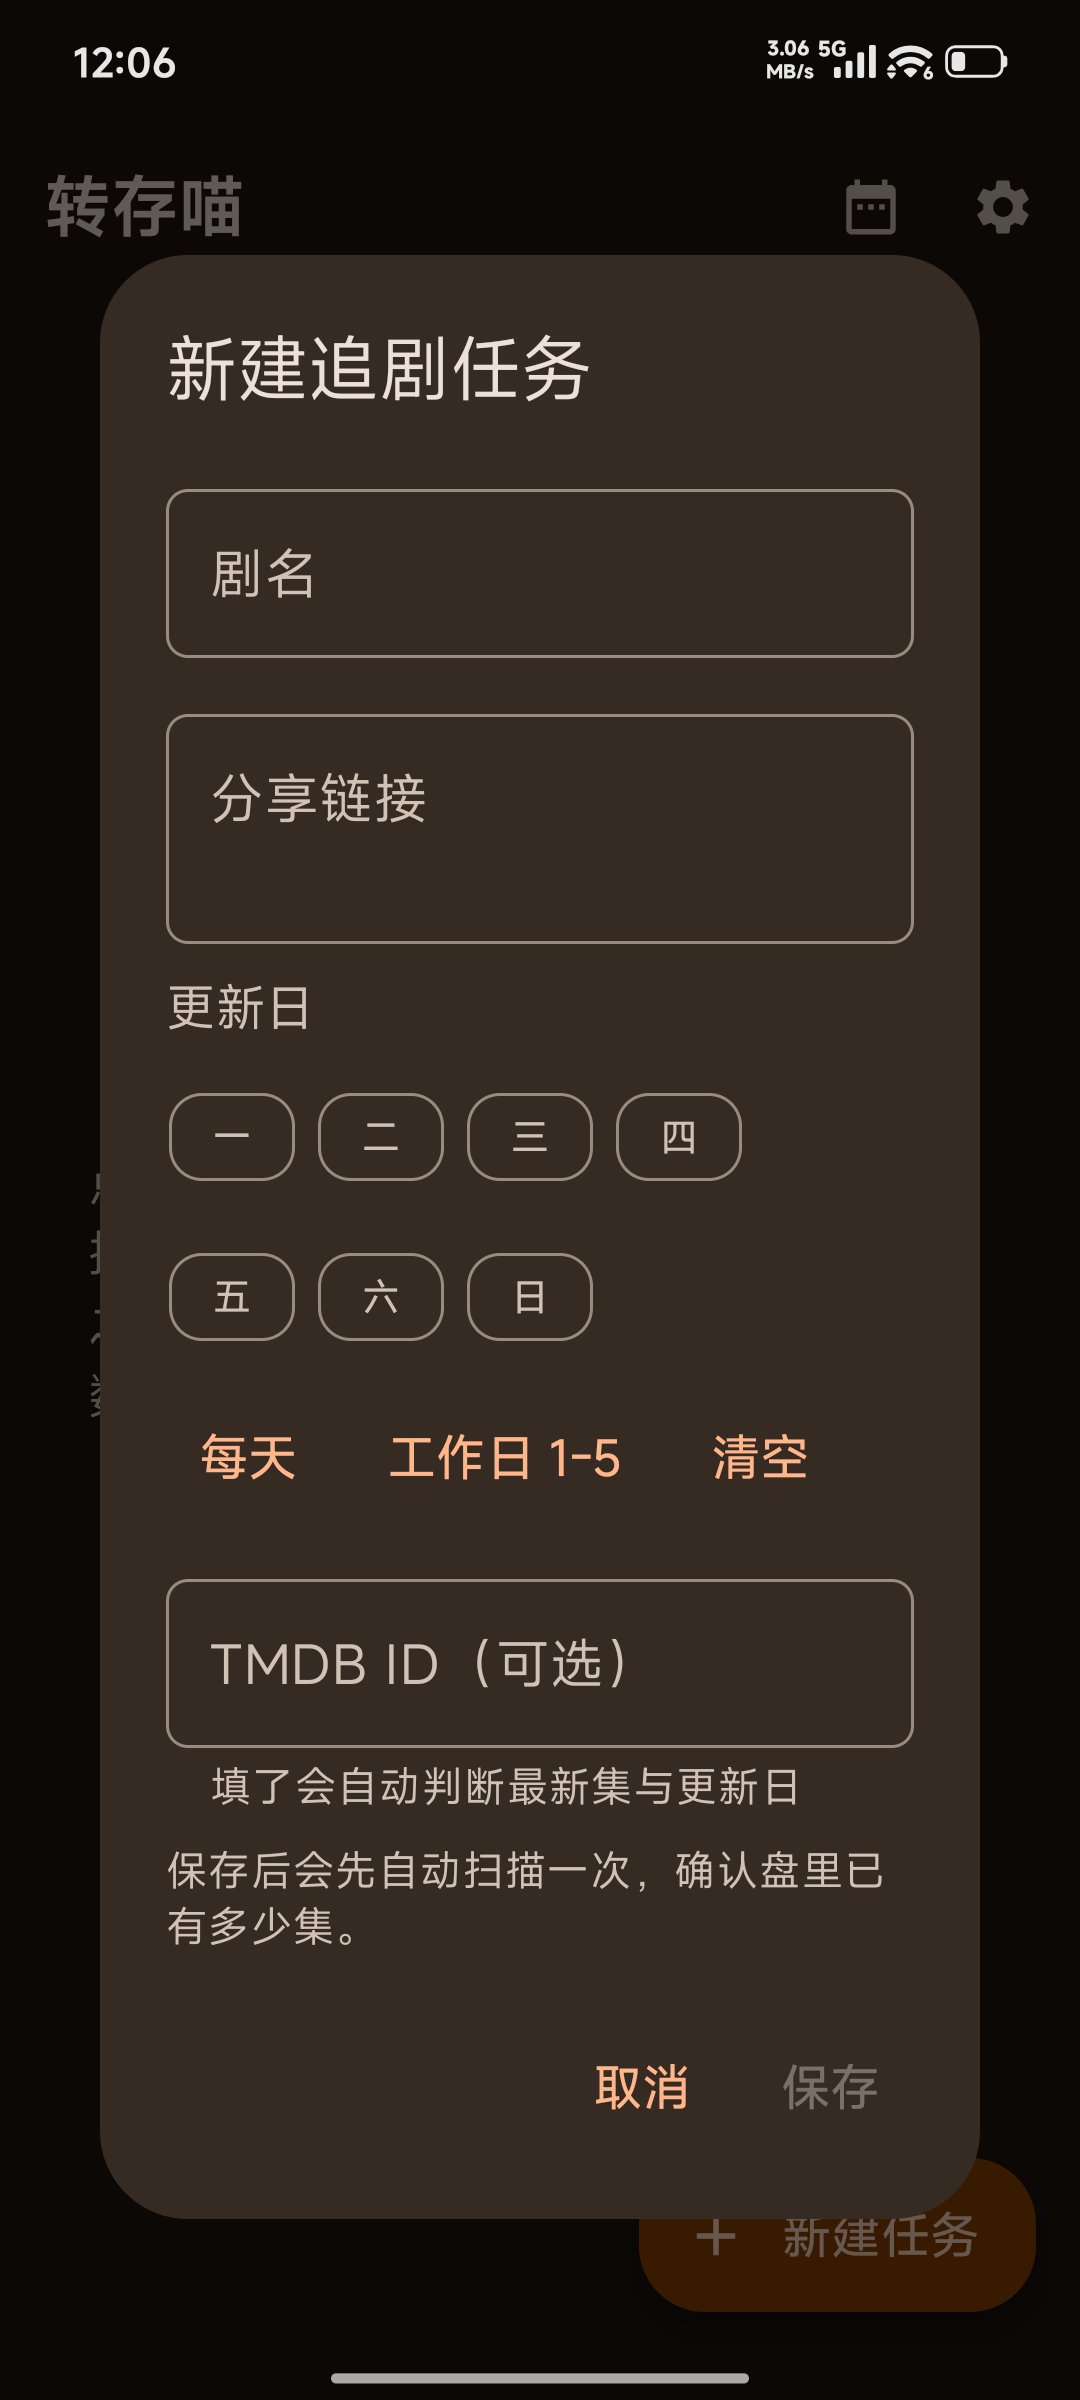 12:06
3.06 5G
MB/s
6
转存喵
新建追剧任务
剧名
分享链接
更新日
一 二 三 四
五 六 日
每天 工作日 1-5 清空
TMDB ID（可选）
填了会自动判断最新集与更新日
保存后会先自动扫描一次，确认盘里已
有多少集。
取消 保存
新建任务